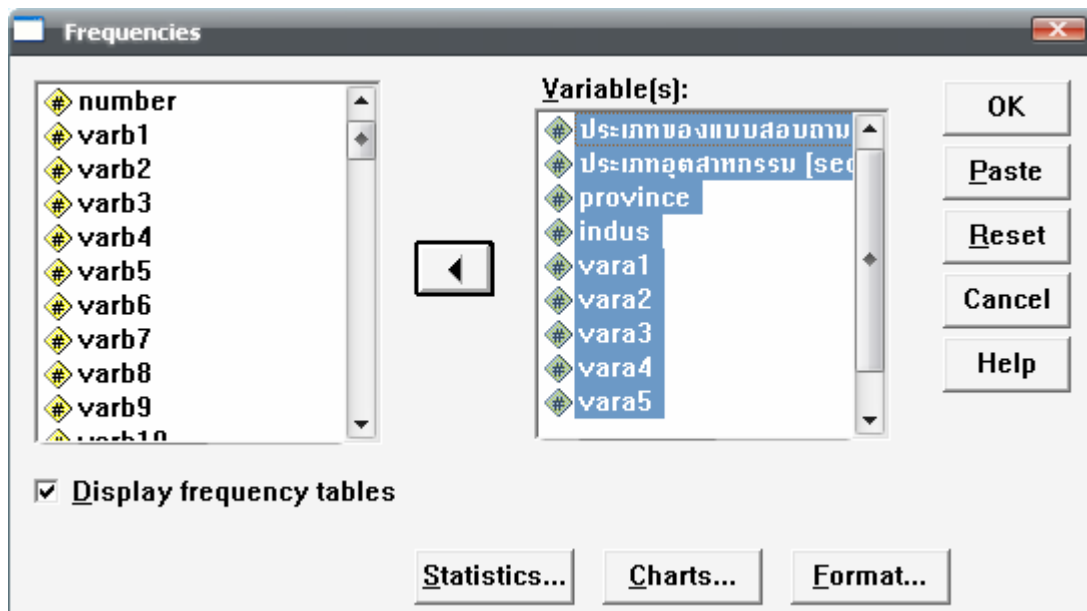 Frequencies
number
varb1
varb2
varb3
varb4
varb5
varb6
varb7
varb8
varb9
varb10
Variable(s):
ประเภทของแบบสอบถาม
ประเภทอุตสาหกรรม [sec
province
indus
vara1
vara2
vara3
vara4
vara5
OK
Paste
Reset
Cancel
Help
Display frequency tables
Statistics...
Charts...
Format...